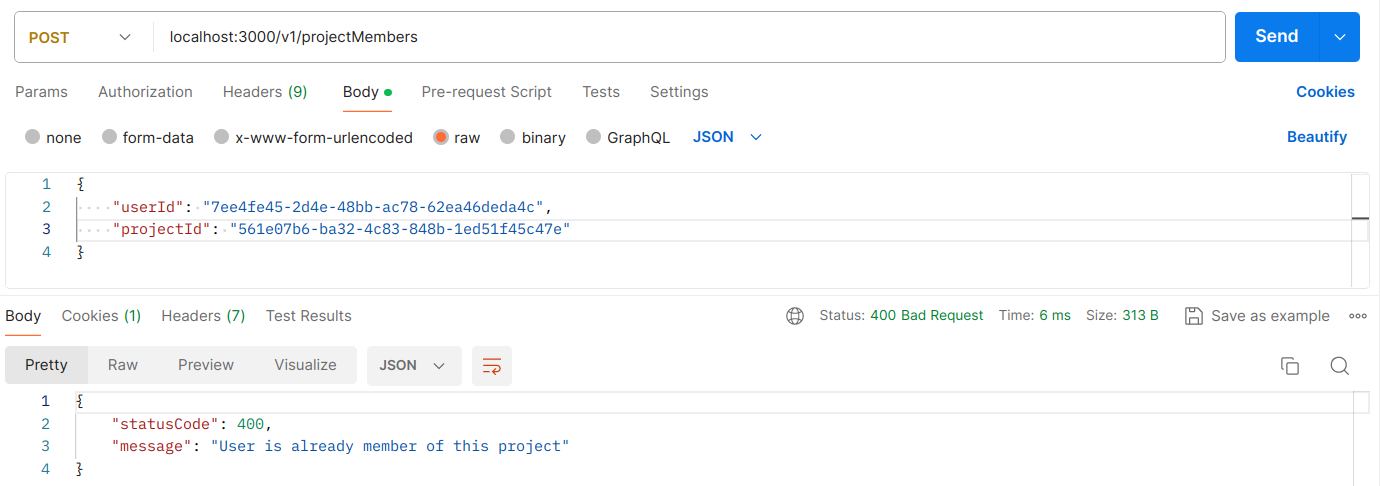 POST localhost:3000/v1/projectMembers Send
Params Authorization Headers (9) Body Pre-request Script Tests Settings Cookies
none form-data x-www-form-urlencoded raw binary GraphQL JSON Beautify
1 {
2 "userId": "7ee4fe45-2d4e-48bb-ac78-62ea46deda4c",
3 "projectId": "561e07b6-ba32-4c83-848b-1ed51f45c47e"
4 }
Body Cookies (1) Headers (7) Test Results Status: 400 Bad Request Time: 6 ms Size: 313 B Save as example
Pretty Raw Preview Visualize JSON
1 {
2 "statusCode": 400,
3 "message": "User is already member of this project"
4 }